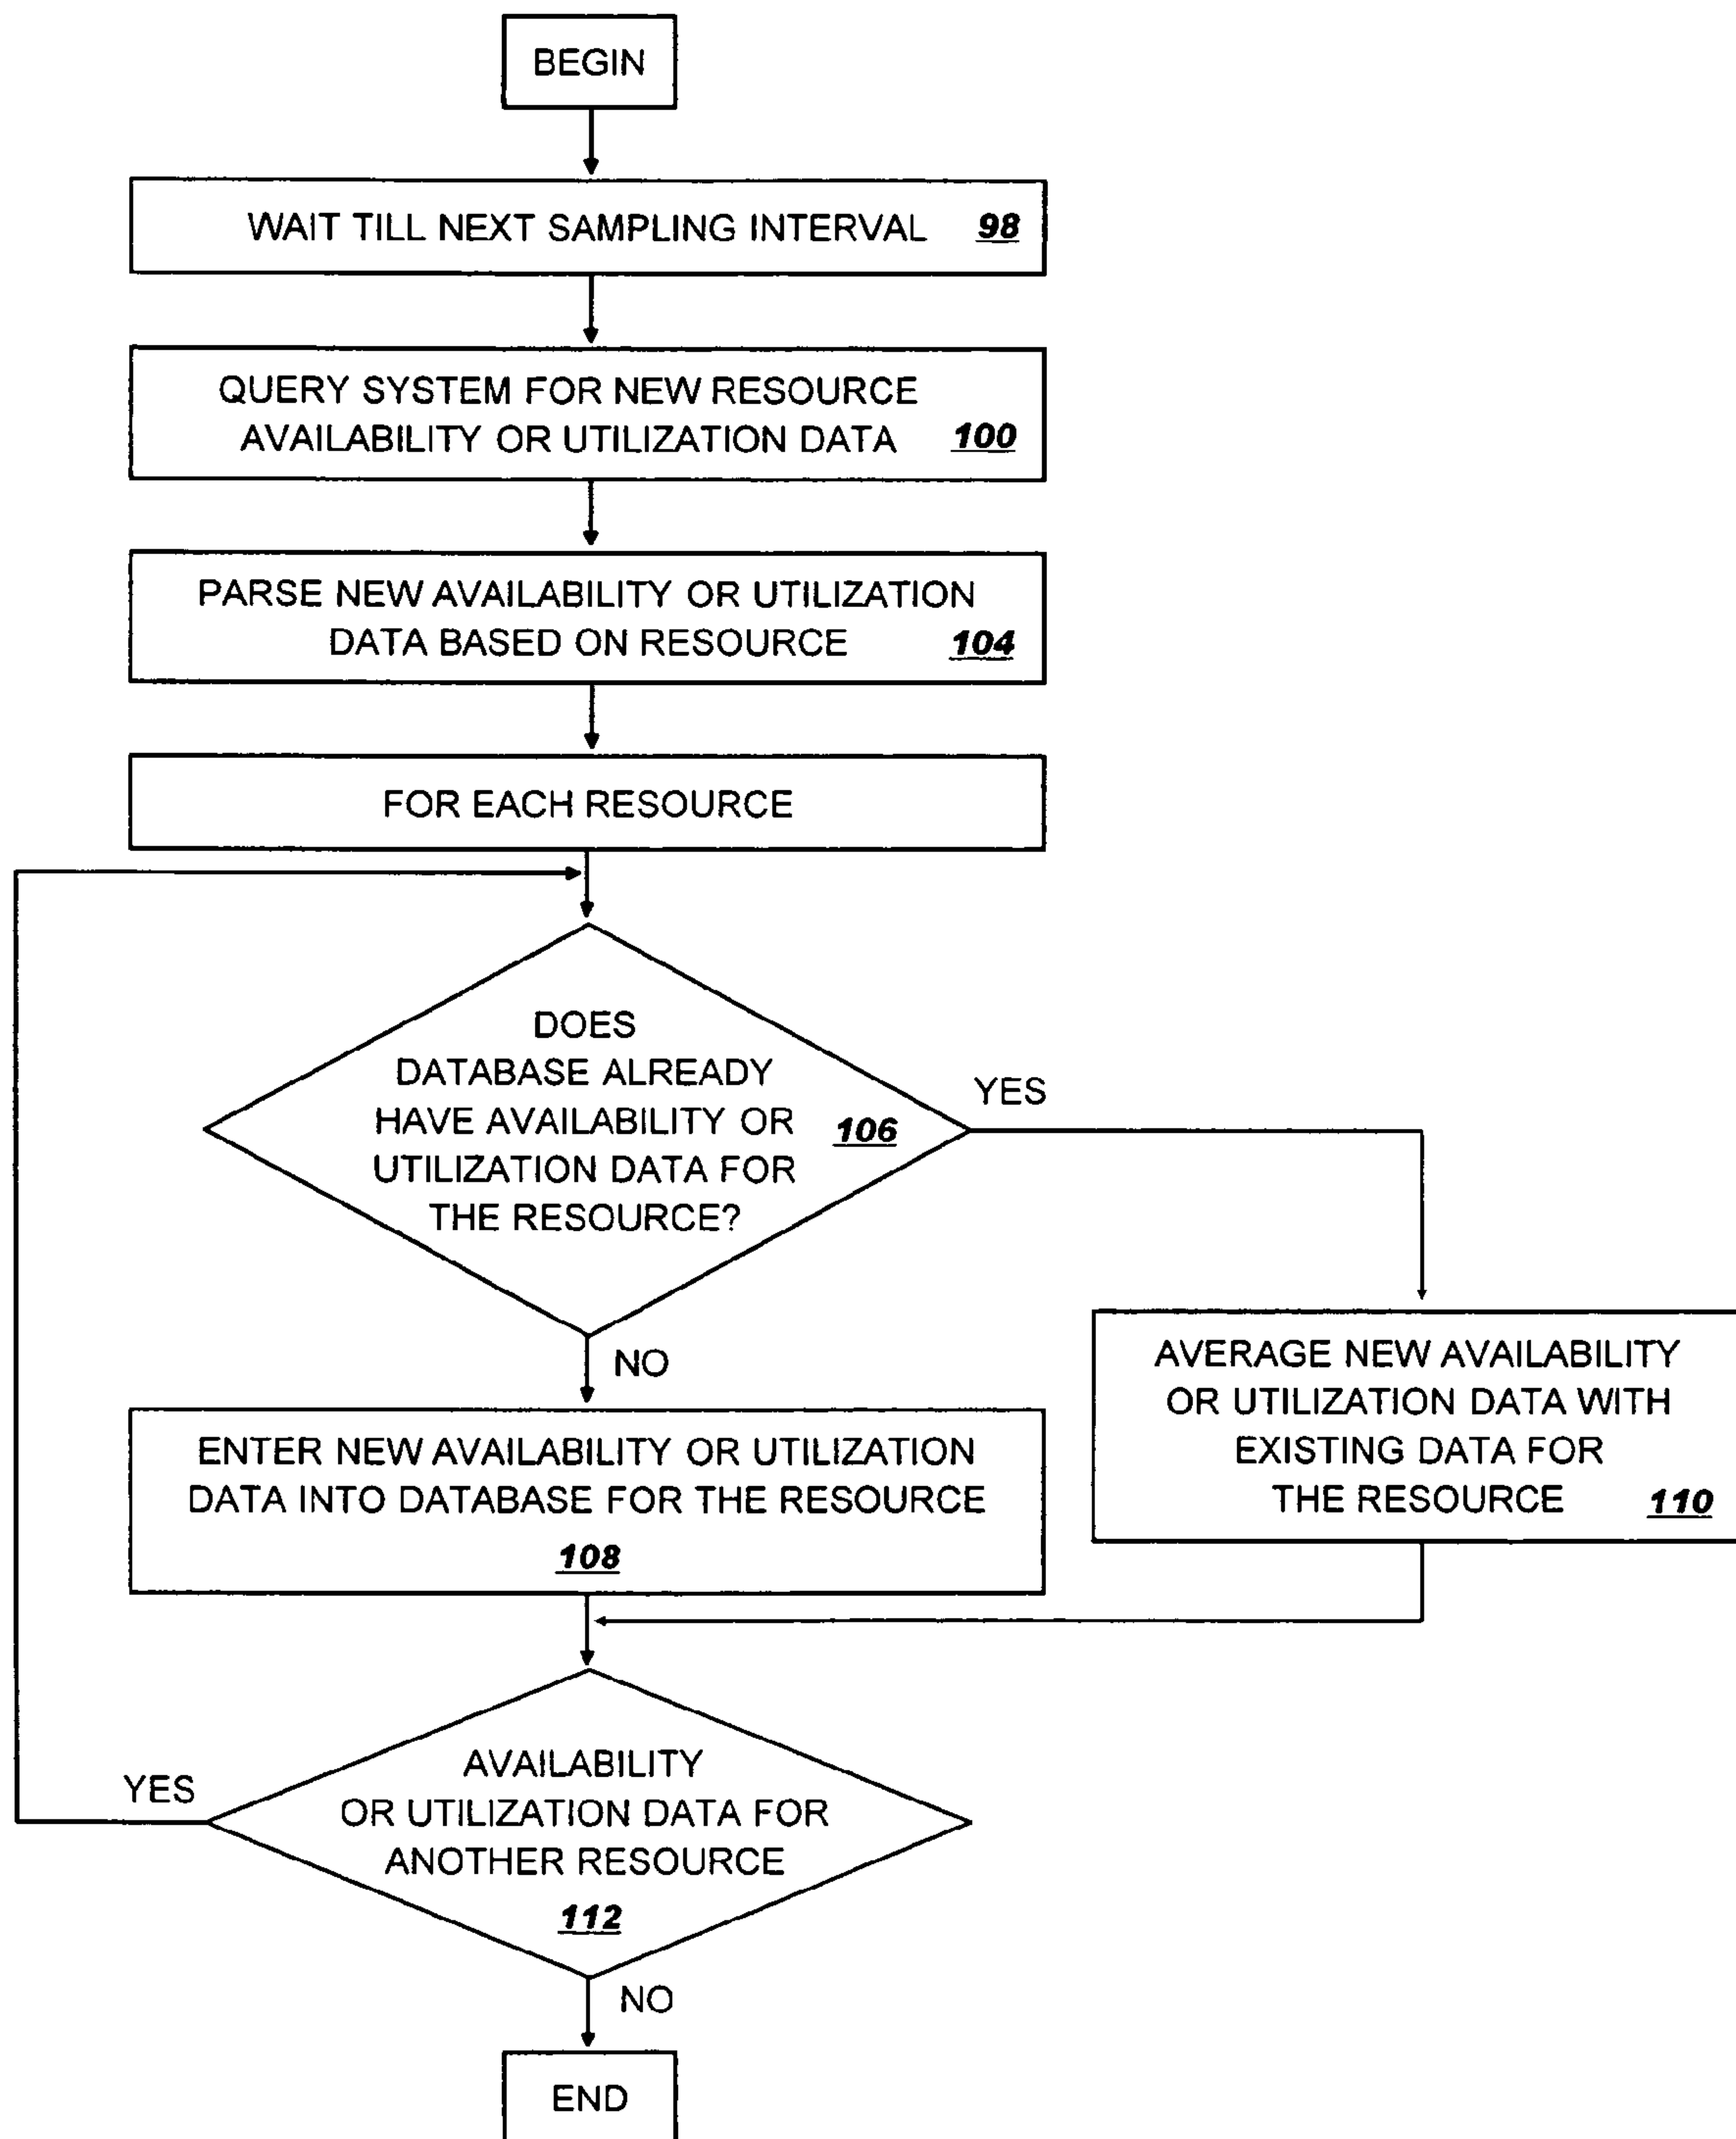 BEGIN
WAIT TILL NEXT SAMPLING INTERVAL 98
QUERY SYSTEM FOR NEW RESOURCE
AVAILABILITY OR UTILIZATION DATA 100
PARSE NEW AVAILABILITY OR UTILIZATION
DATA BASED ON RESOURCE 104
FOR EACH RESOURCE
DOES
DATABASE ALREADY
HAVE AVAILABILITY OR 106
UTILIZATION DATA FOR
THE RESOURCE?
YES
NO
AVERAGE NEW AVAILABILITY
OR UTILIZATION DATA WITH
EXISTING DATA FOR
THE RESOURCE 110
ENTER NEW AVAILABILITY OR UTILIZATION
DATA INTO DATABASE FOR THE RESOURCE
108
AVAILABILITY
OR UTILIZATION DATA FOR
ANOTHER RESOURCE
112
YES
NO
END